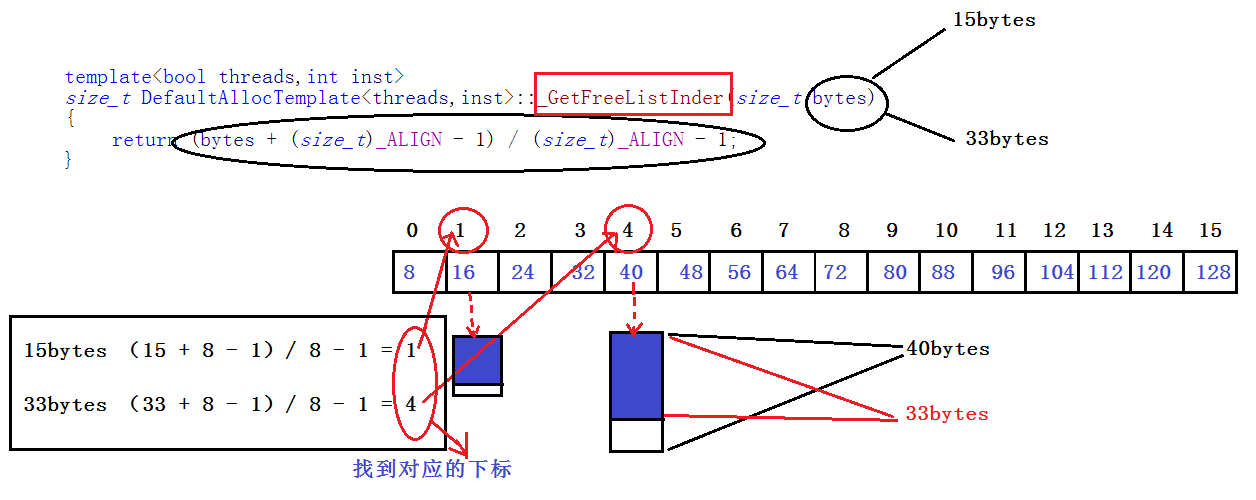 15bytes
template<bool threads,int inst>
size_t DefaultAllocTemplate<threads,inst>::_GetFreeListInder(size_t bytes)
{
return (bytes + (size_t)_ALIGN - 1) / (size_t)_ALIGN - 1;
}
33bytes
0 1 2 3 4 5 6 7 8 9 10 11 12 13 14 15
8 16 24 32 40 48 56 64 72 80 88 96 104 112 120 128
15bytes （15 + 8 - 1）/ 8 - 1 = 1
33bytes （33 + 8 - 1）/ 8 - 1 = 4
40bytes
33bytes
找到对应的下标